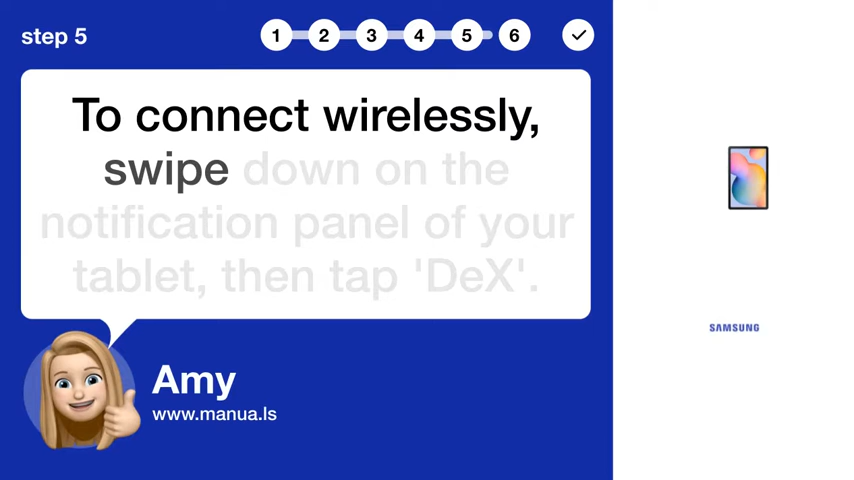 step 5
1 2 3 4 5 6
To connect wirelessly,
swipe down on the
notification panel of your
tablet, then tap 'DeX'.
SAMSUNG
Amy
www.manua.ls